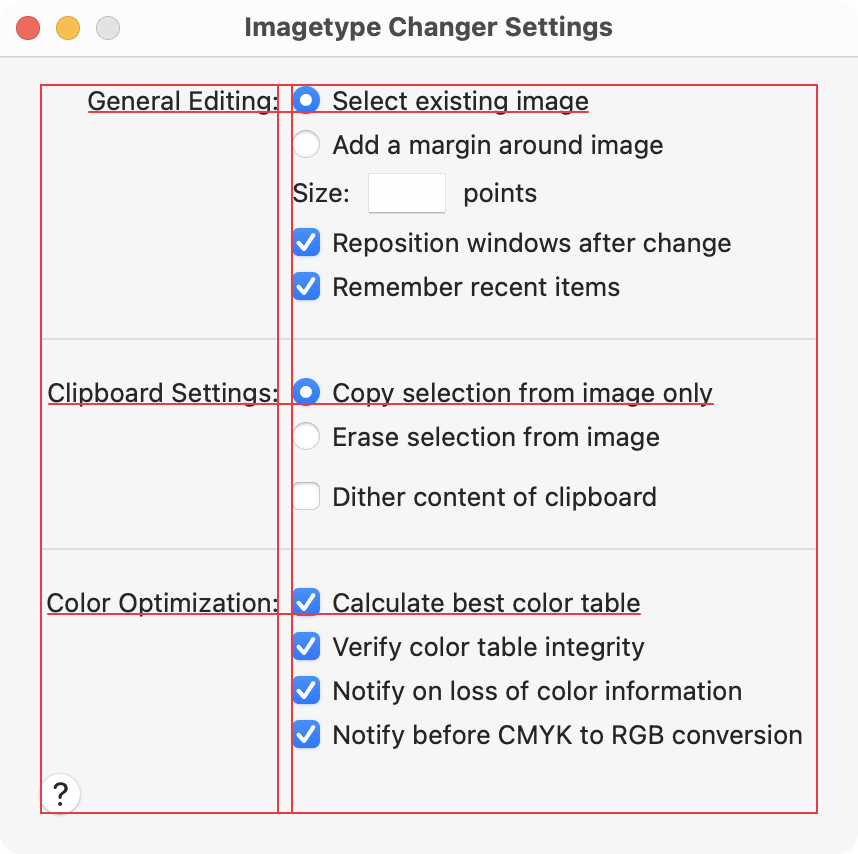 Imagetype Changer Settings
General Editing: Select existing image
Add a margin around image
Size: points
Reposition windows after change
Remember recent items
Clipboard Settings: Copy selection from image only
Erase selection from image
Dither content of clipboard
Color Optimization: Calculate best color table
Verify color table integrity
Notify on loss of color information
Notify before CMYK to RGB conversion
?